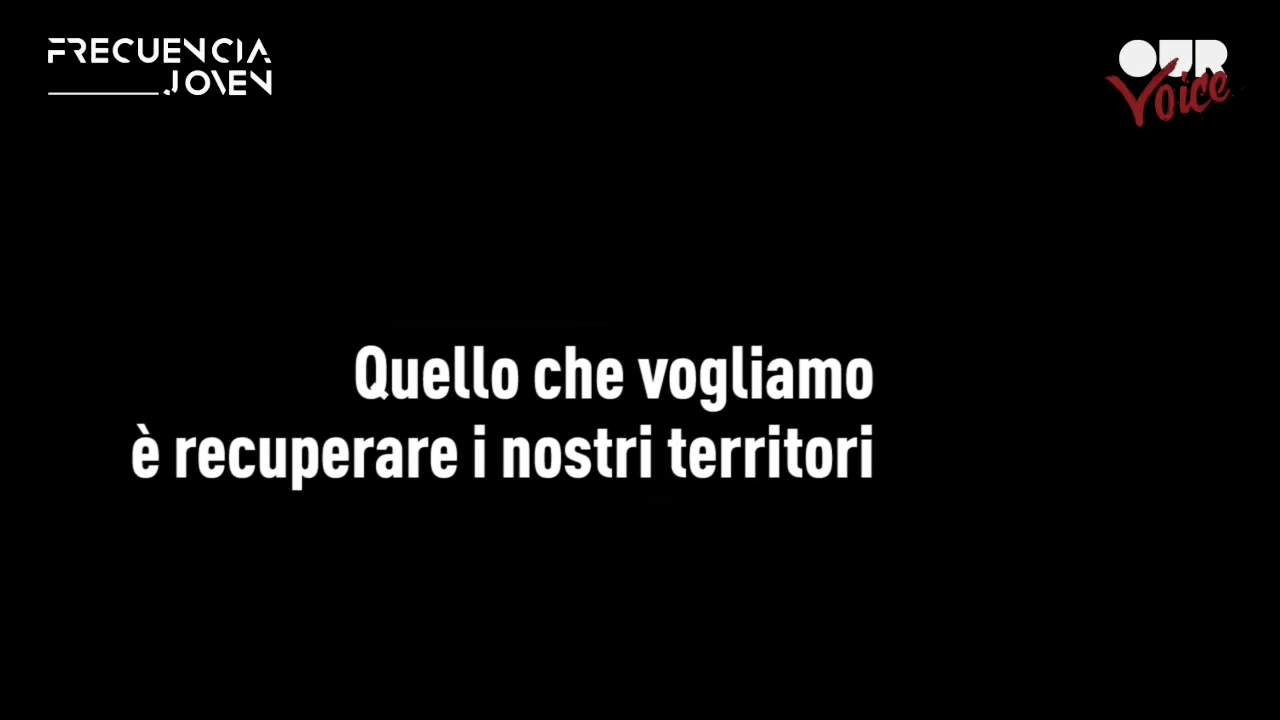 FRECUENCIA
JOVEN
OUR
Voice
Quello che vogliamo
è recuperare i nostri territori